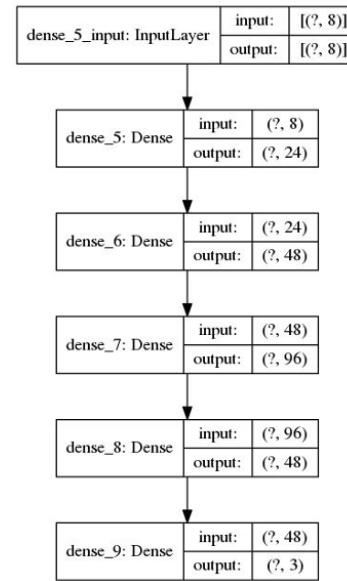 dense_5_input: InputLayer
input: [(?, 8)]
output: [(?, 8)]
dense_5: Dense
input: (?, 8)
output: (?, 24)
dense_6: Dense
input: (?, 24)
output: (?, 48)
dense_7: Dense
input: (?, 48)
output: (?, 96)
dense_8: Dense
input: (?, 96)
output: (?, 48)
dense_9: Dense
input: (?, 48)
output: (?, 3)